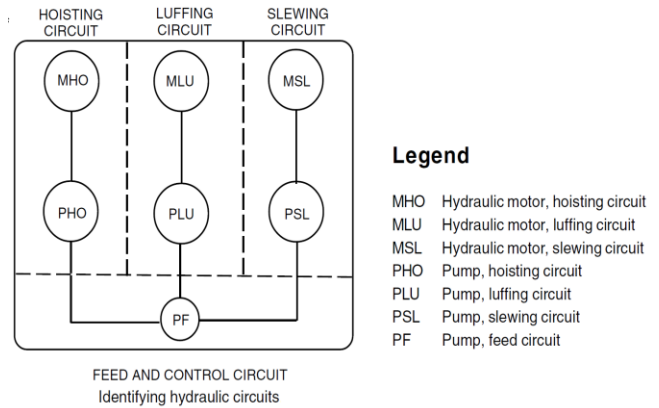 HOISTING
CIRCUIT
LUFFING
CIRCUIT
SLEWING
CIRCUIT
MHO
MLU
MSL
PHO
PLU
PSL
PF
FEED AND CONTROL CIRCUIT
Identifying hydraulic circuits
Legend
MHO Hydraulic motor, hoisting circuit
MLU Hydraulic motor, luffing circuit
MSL Hydraulic motor, slewing circuit
PHO Pump, hoisting circuit
PLU Pump, luffing circuit
PSL Pump, slewing circuit
PF Pump, feed circuit